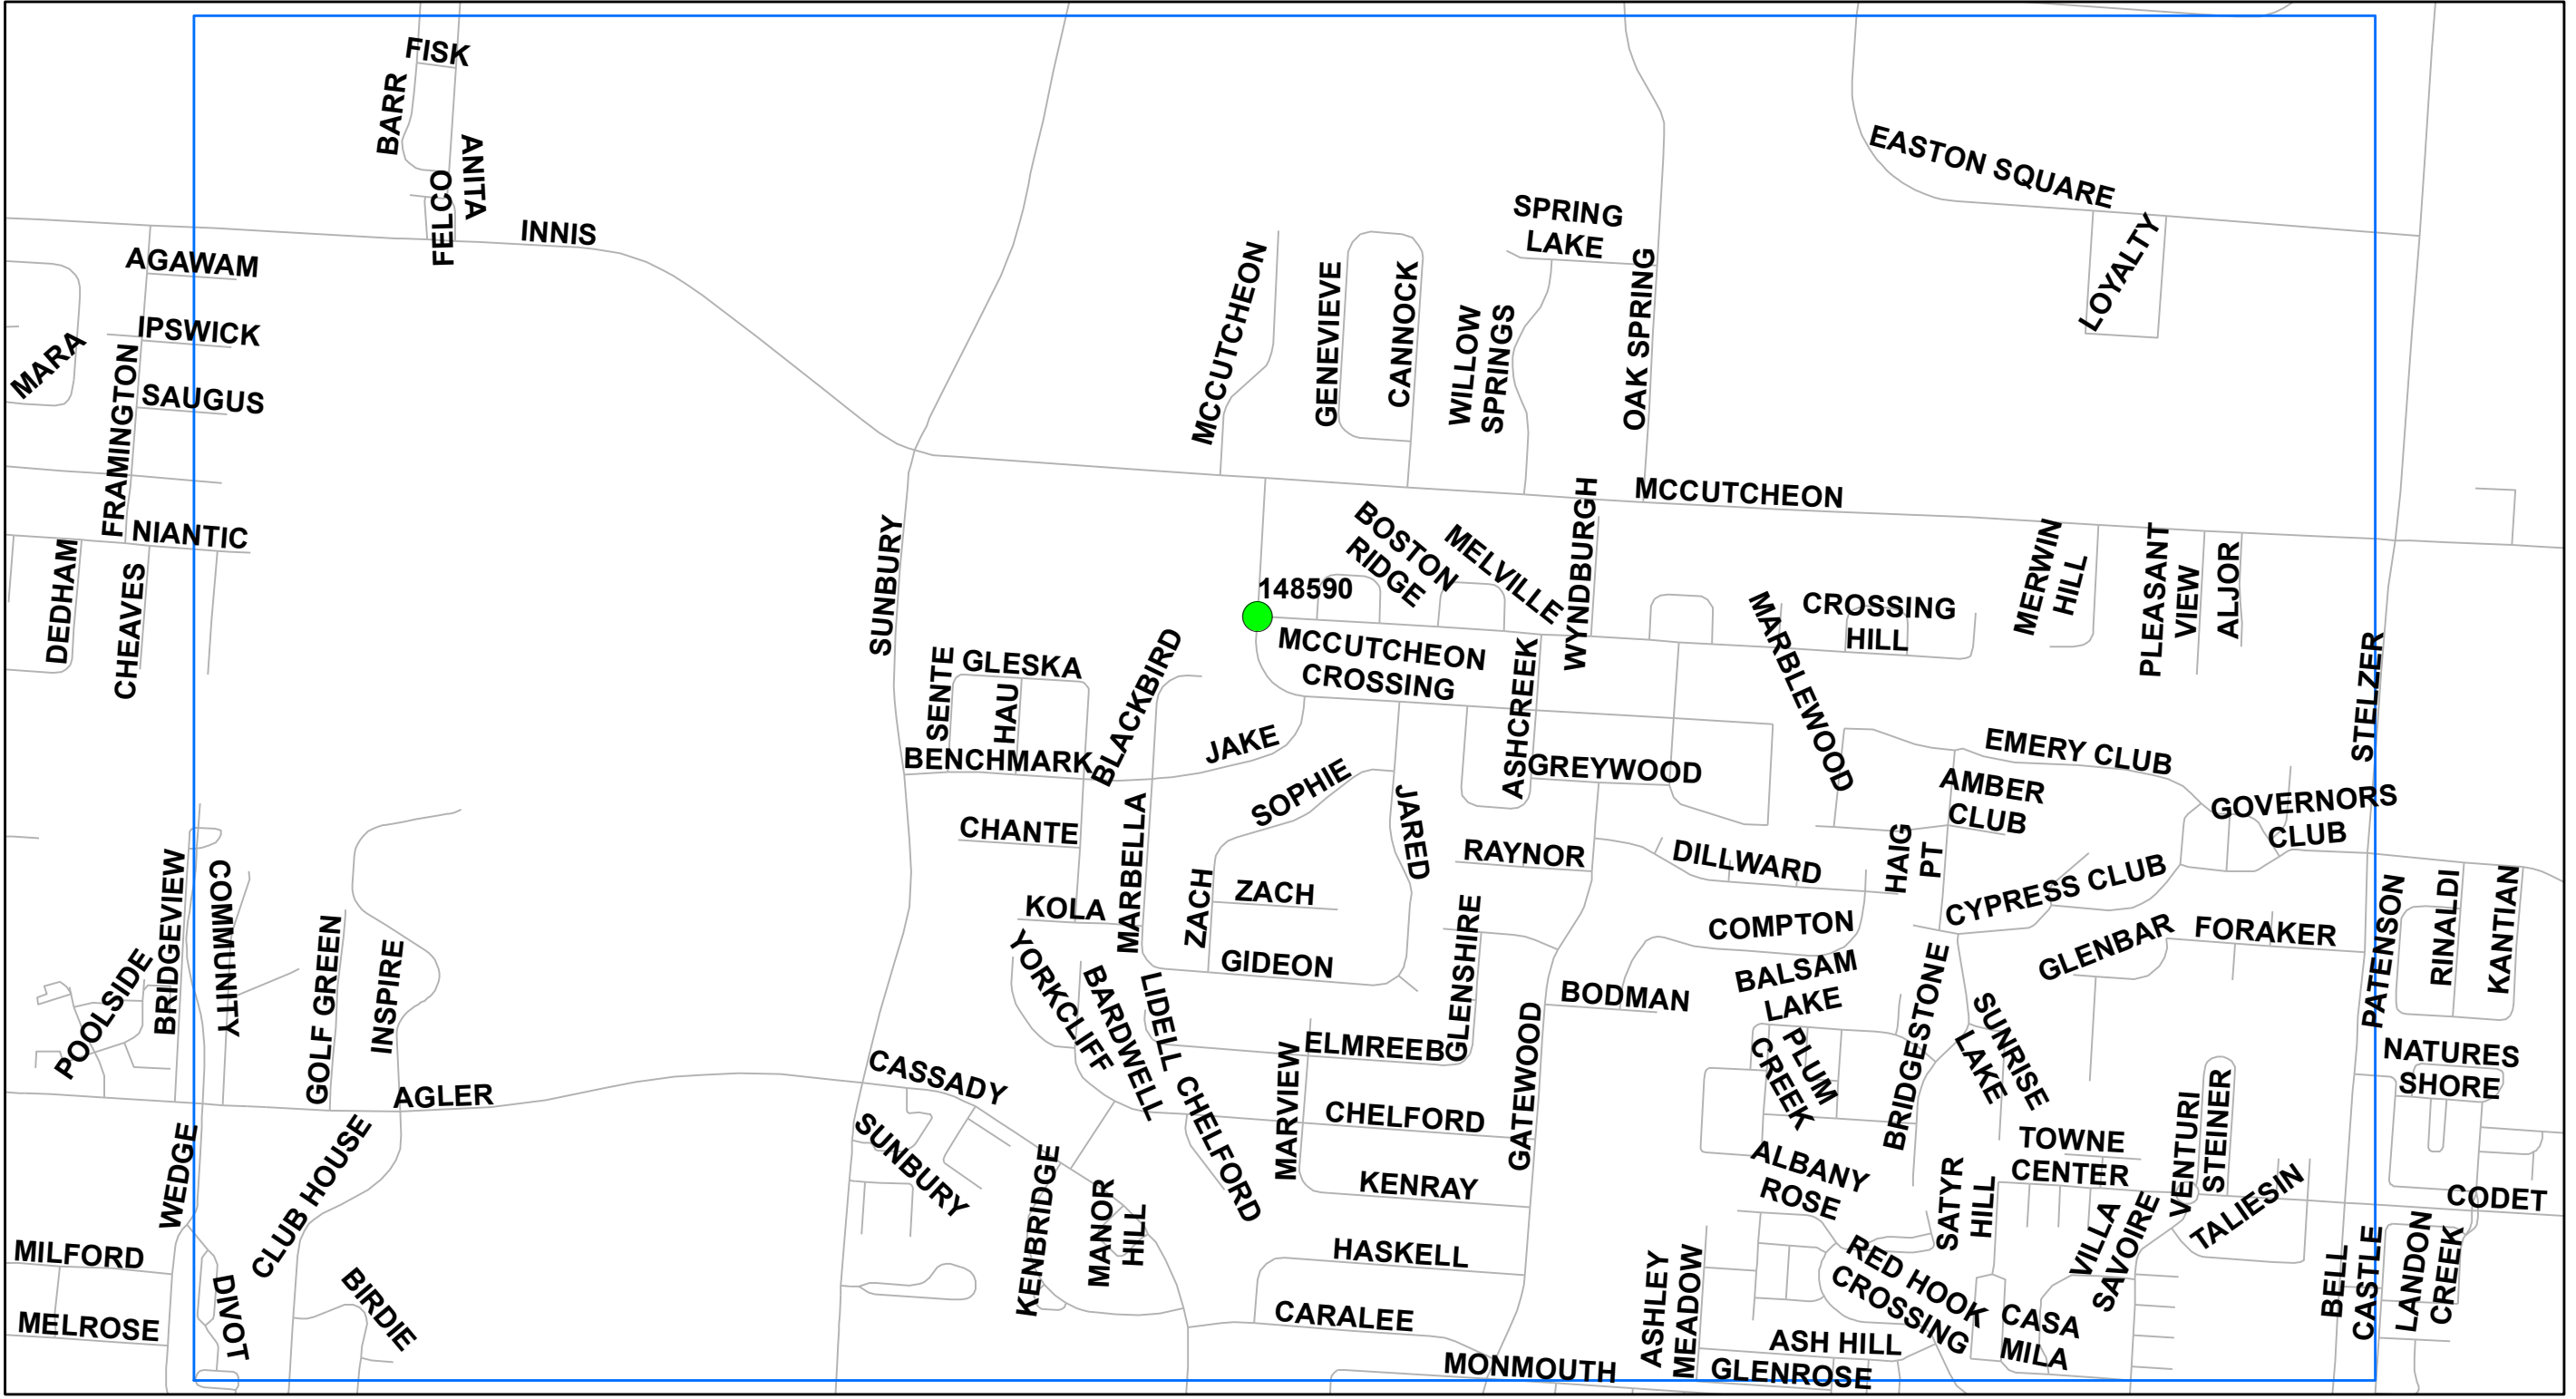 FISK
BARR
ANITA
FELCO
INNIS
EASTON SQUARE
LOYALTY
SPRING
LAKE
AGAWAM
IPSWICK
SAUGUS
MARA
FRAMINGTON
NIANTIC
DEDHAM
CHEAVES
MCCUTCHEON
GENEVIEVE
CANNOCK
WILLOW
SPRINGS
OAK SPRING
MCCUTCHEON
SUNBURY
BOSTON
RIDGE
MELVILLE
WYNDBURGH
148590
MCCUTCHEON
CROSSING
MARBLEWOOD
CROSSING
HILL
MERWIN
HILL
PLEASANT
VIEW
ALJOR
STELZER
SENTE
GLESKA
HAU
BLACKBIRD
BENCHMARK
JAKE
ASHCREEK
GREYWOOD
EMERY CLUB
AMBER
CLUB
GOVERNORS
CLUB
SOPHIE
JARED
CHANTE
MARBELLA
ZACH
ZACH
RAYNOR
DILLWARD
HAIG
PT
CYPRESS CLUB
KOLA
GIDEON
GLENSHIRE
COMPTON
GLENBAR
FORAKER
PATENSON
RINALDI
KANTIAN
BRIDGEVIEW
COMMUNITY
POOLSIDE
GOLF GREEN
INSPIRE
YORKCLIFF
BARDWELL
LIDELL
CHELFORD
BALSAM
LAKE
BODMAN
BRIDGESTONE
SUNRISE
LAKE
PLUM
CREEK
ELMREEB
MARVIEW
GATEWOOD
NATURES
SHORE
AGLER
CASSADY
CHELFORD
SUNBURY
WEDGE
CLUB HOUSE
KENBRIDGE
MANOR
HILL
KENRAY
ALBANY
ROSE
SATYR
HILL
TOWNE
CENTER
VENTURI
STEINER
TALIESIN
CODET
MILFORD
HASKELL
VILLA
SAVOIRE
RED HOOK
CROSSING
BELL
CASTLE
LANDON
CREEK
MELROSE
DIVOT
BIRDIE
CARALEE
ASHLEY
MEADOW
ASH HILL
CASA
MILA
MONMOUTH
GLENROSE